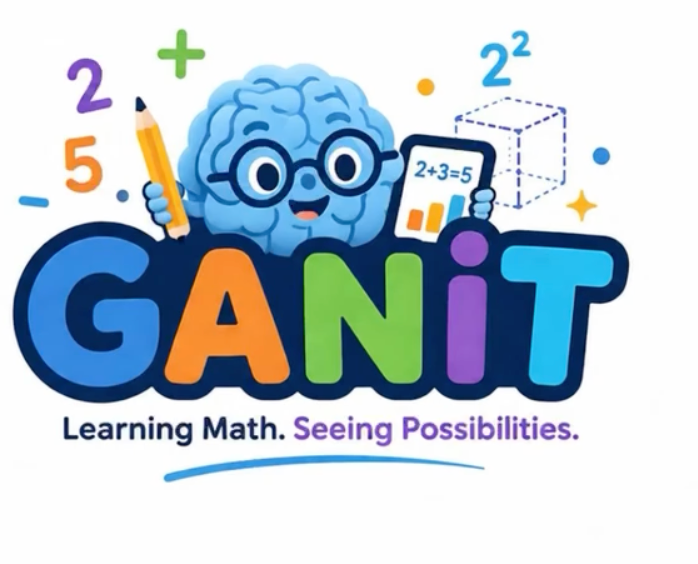 2
+
2²
5
2+3=5
GANiT
Learning Math. Seeing Possibilities.